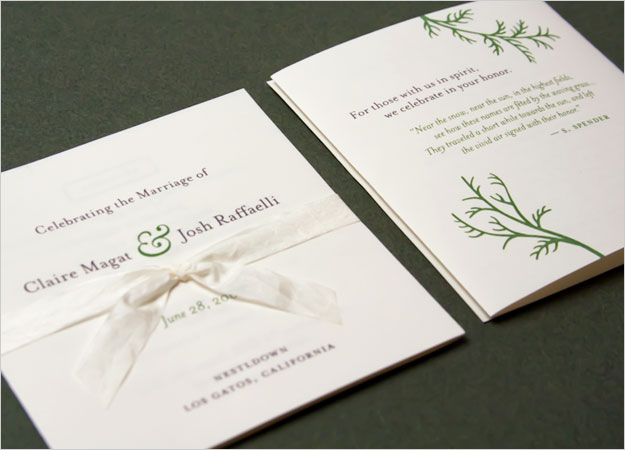 Celebrating the Marriage of
Claire Magat & Josh Raffaelli
June 28, 200
NESTLDOWN
LOS GATOS, CALIFORNIA
For those with us in spirit,
we celebrate in your honor.
"Near the snow, near the sun, in the highest fields,
see how these names are fêted by the waving grass.
They traveled a short while towards the sun, and left
the vivid air signed with their honor."
— S. SPENDER